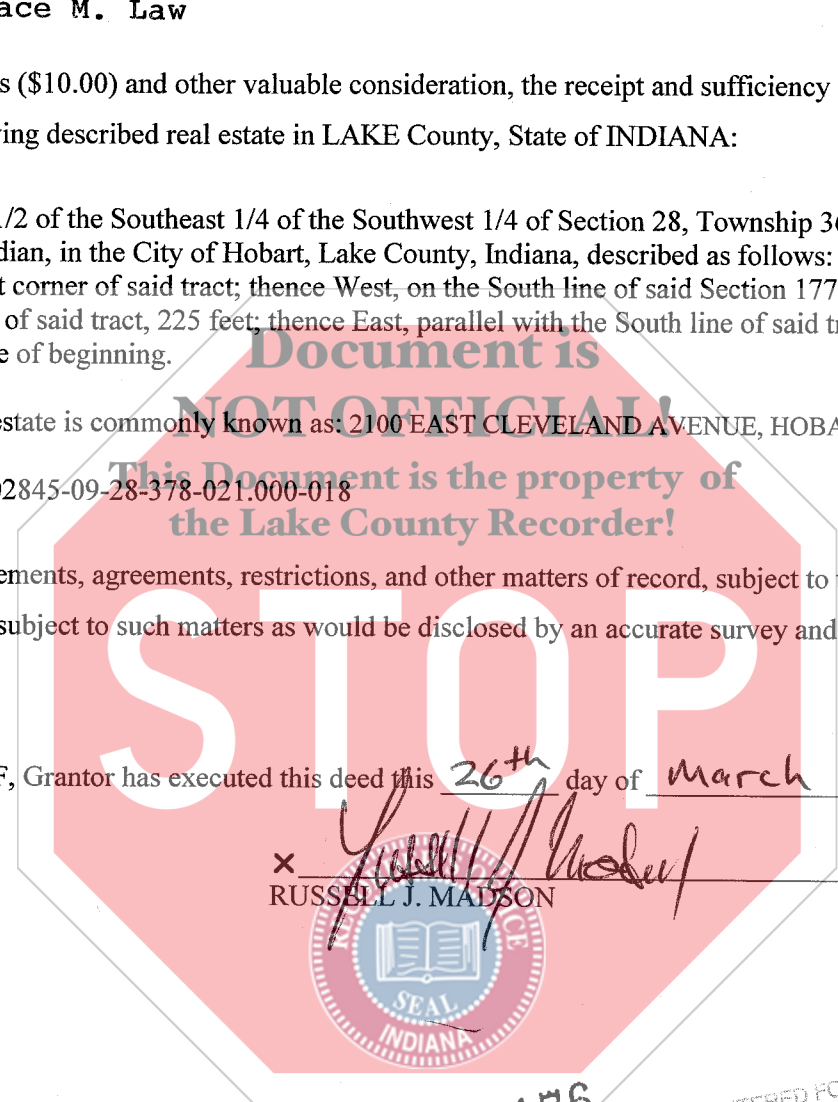 ace M. Law
s ($10.00) and other valuable consideration, the receipt and sufficiency
ing described real estate in LAKE County, State of INDIANA:
1/2 of the Southeast 1/4 of the Southwest 1/4 of Section 28, Township 36
dian, in the City of Hobart, Lake County, Indiana, described as follows:
t corner of said tract; thence West, on the South line of said Section 177
of said tract, 225 feet; thence East, parallel with the South line of said tr
e of beginning.
Document is
NOT OFFICIAL!
estate is commonly known as: 2100 EAST CLEVELAND AVENUE, HOBA
This Document is the property of
2845-09-28-378-021.000-018
the Lake County Recorder!
ements, agreements, restrictions, and other matters of record, subject to
subject to such matters as would be disclosed by an accurate survey and
STOP
F, Grantor has executed this deed this 26th day of March
x
RUSSELL J. MADSON
RECORDER'S OFFICE
SEAL
INDIANA